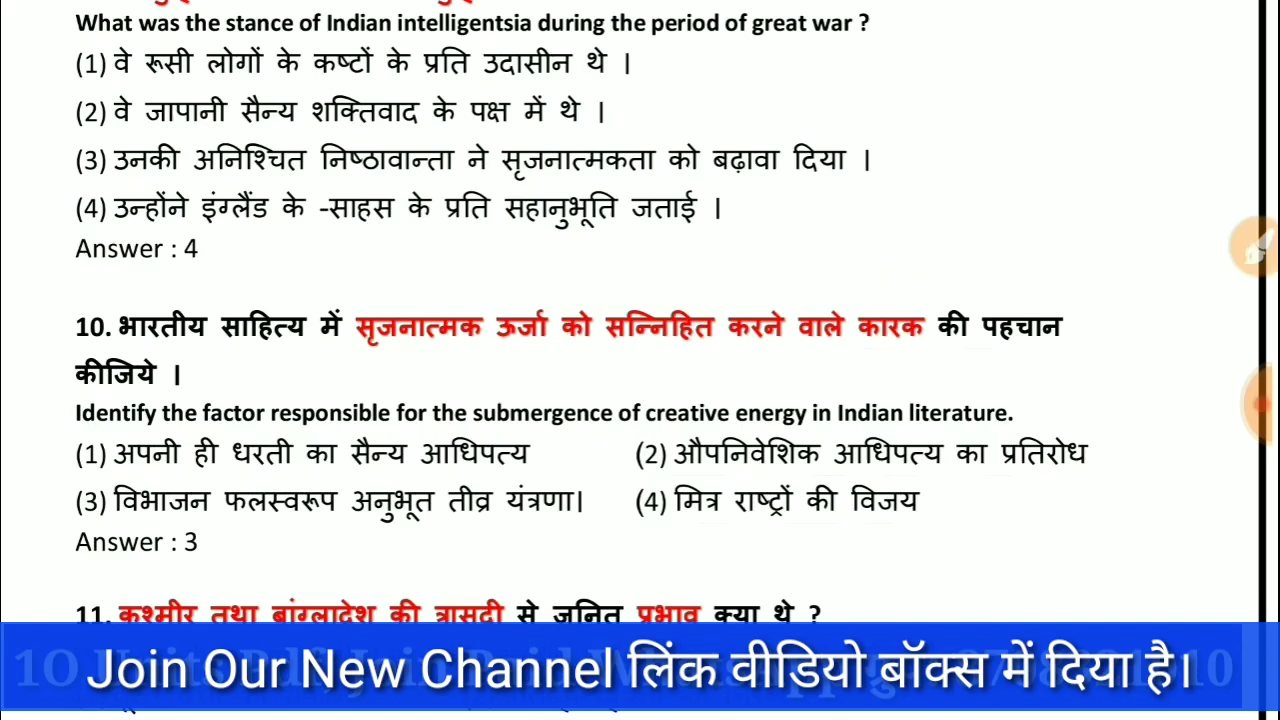 What was the stance of Indian intelligentsia during the period of great war ?
(1) वे रूसी लोगों के कष्टों के प्रति उदासीन थे ।
(2) वे जापानी सैन्य शक्तिवाद के पक्ष में थे ।
(3) उनकी अनिश्चित निष्ठावान्ता ने सृजनात्मकता को बढ़ावा दिया ।
(4) उन्होंने इंग्लैंड के -साहस के प्रति सहानुभूति जताई ।
Answer : 4
10. भारतीय साहित्य में सृजनात्मक ऊर्जा को सन्निहित करने वाले कारक की पहचान
कीजिये ।
Identify the factor responsible for the submergence of creative energy in Indian literature.
(1) अपनी ही धरती का सैन्य आधिपत्य (2) औपनिवेशिक आधिपत्य का प्रतिरोध
(3) विभाजन फलस्वरूप अनुभूत तीव्र यंत्रणा। (4) मित्र राष्ट्रों की विजय
Answer : 3
11. कश्मीर तथा बांग्लादेश की त्रासदी से जनित प्रभाव क्या थे ?
Join Our New Channel लिंक वीडियो बॉक्स में दिया है।